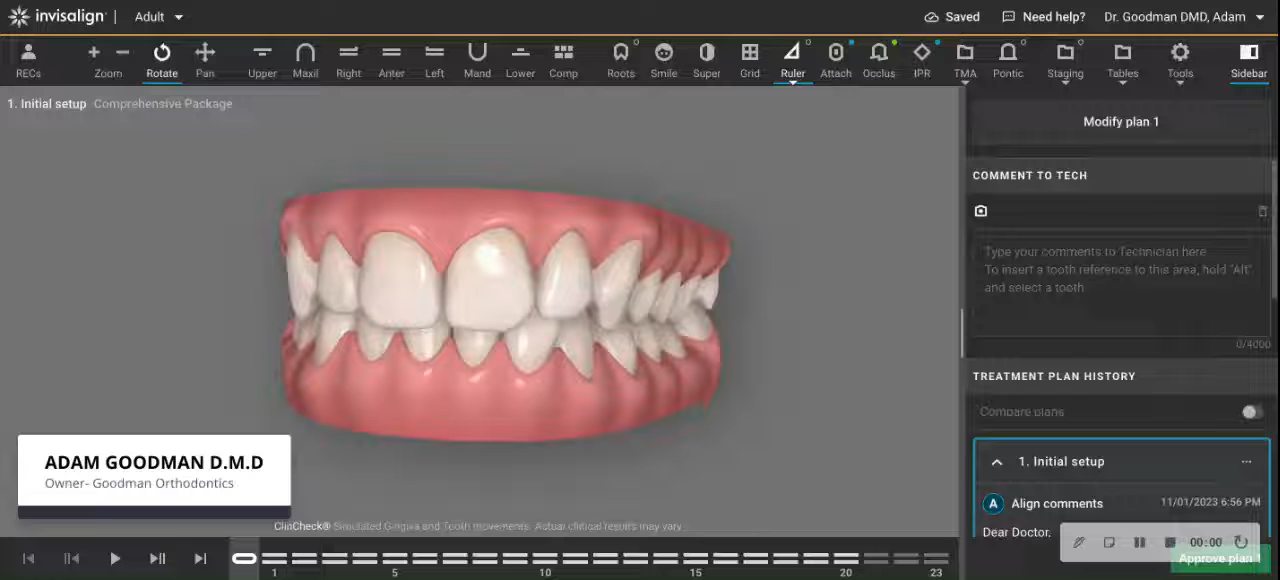 invisalign
Adult
Saved
Need help?
Dr. Goodman DMD, Adam
RECs
Zoom
Rotate
Pan
Upper
Maxil
Right
Anter
Left
Mand
Lower
Comp
Roots
Smile
Super
Grid
Ruler
Attach
Occlus
IPR
TMA
Pontic
Staging
Tables
Tools
Sidebar
1. Initial setup Comprehensive Package
Modify plan 1
COMMENT TO TECH
Type your comments to Technician here
To insert a tooth reference to this area, hold "Alt"
and select a tooth
0/4000
TREATMENT PLAN HISTORY
Compare plans
1. Initial setup
A Align comments 11/01/2023 6:56 PM
Dear Doctor,
00:00
Approve plan 1
ADAM GOODMAN D.M.D
Owner- Goodman Orthodontics
ClinCheck® Simulated Gingiva and Tooth movements. Actual clinical results may vary
1 5 10 15 20 23